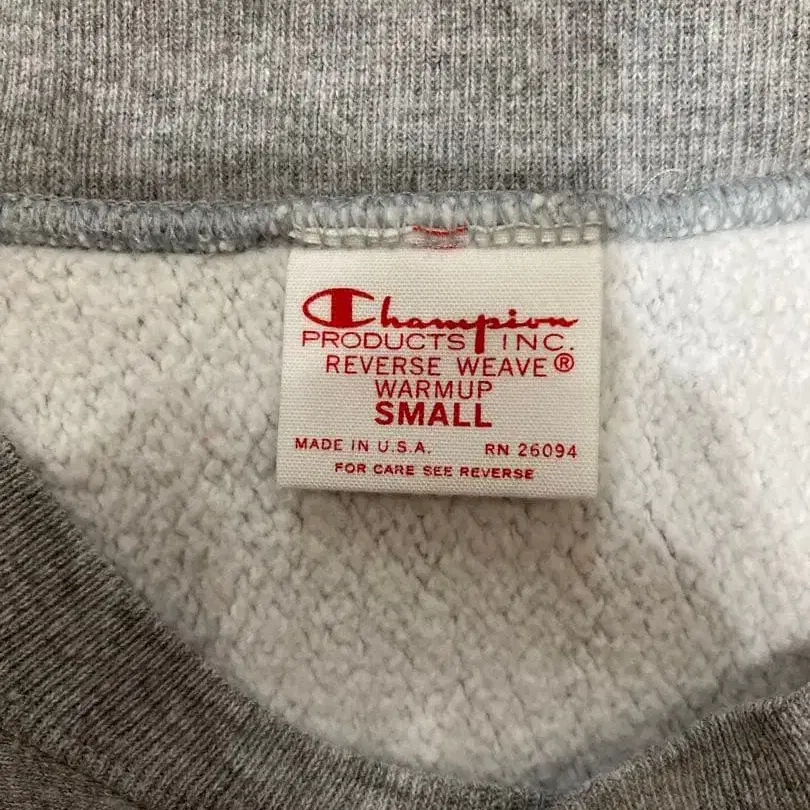 Champion
PRODUCTS INC.
REVERSE WEAVE®
WARMUP
SMALL
MADE IN U.S.A. RN 26094
FOR CARE SEE REVERSE